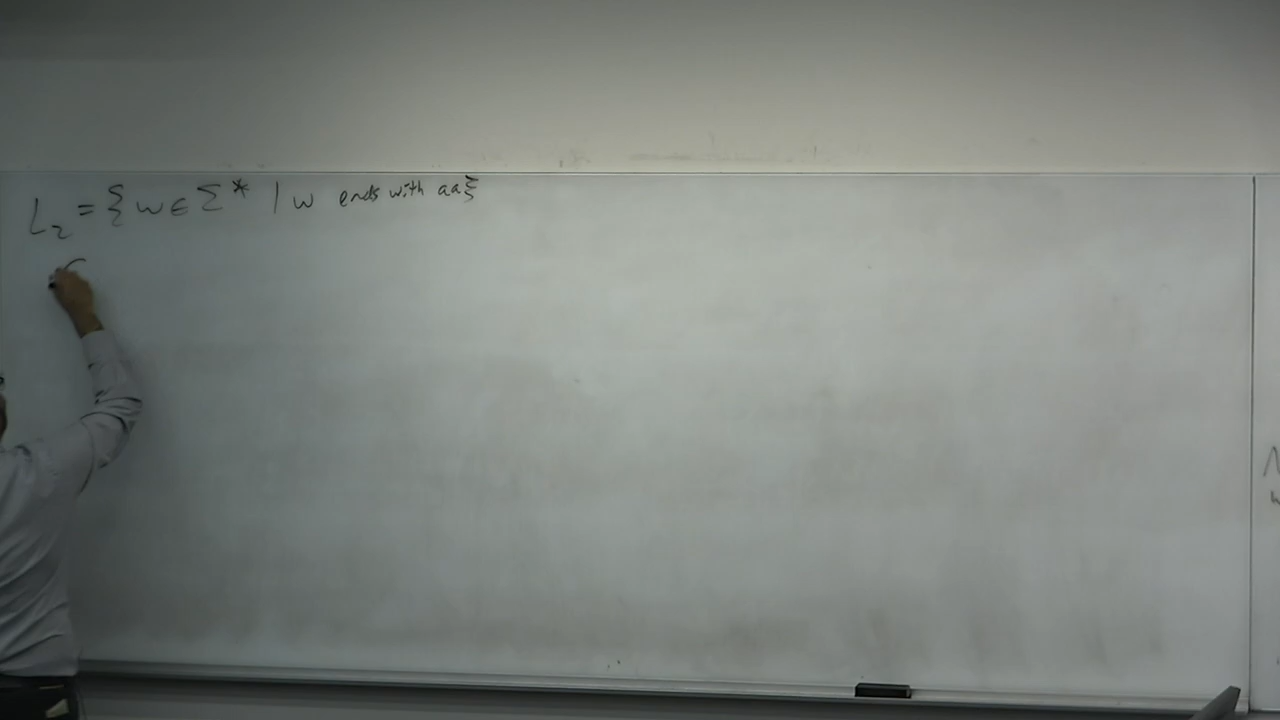 L₂ = { w ∈ Σ* | w ends with aa}